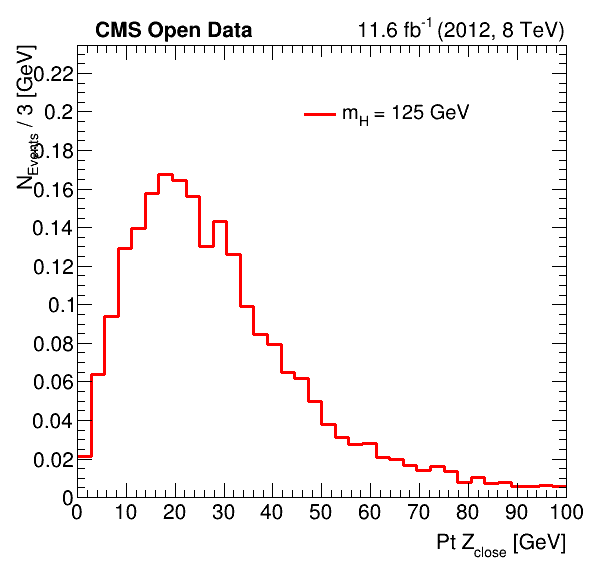 CMS Open Data 11.6 fb⁻¹ (2012, 8 TeV)
N_Events / 3 [GeV]
0.22
0.2
0.18
0.16
0.14
0.12
0.1
0.08
0.06
0.04
0.02
0
m_H = 125 GeV
0 10 20 30 40 50 60 70 80 90 100
Pt Z_close [GeV]